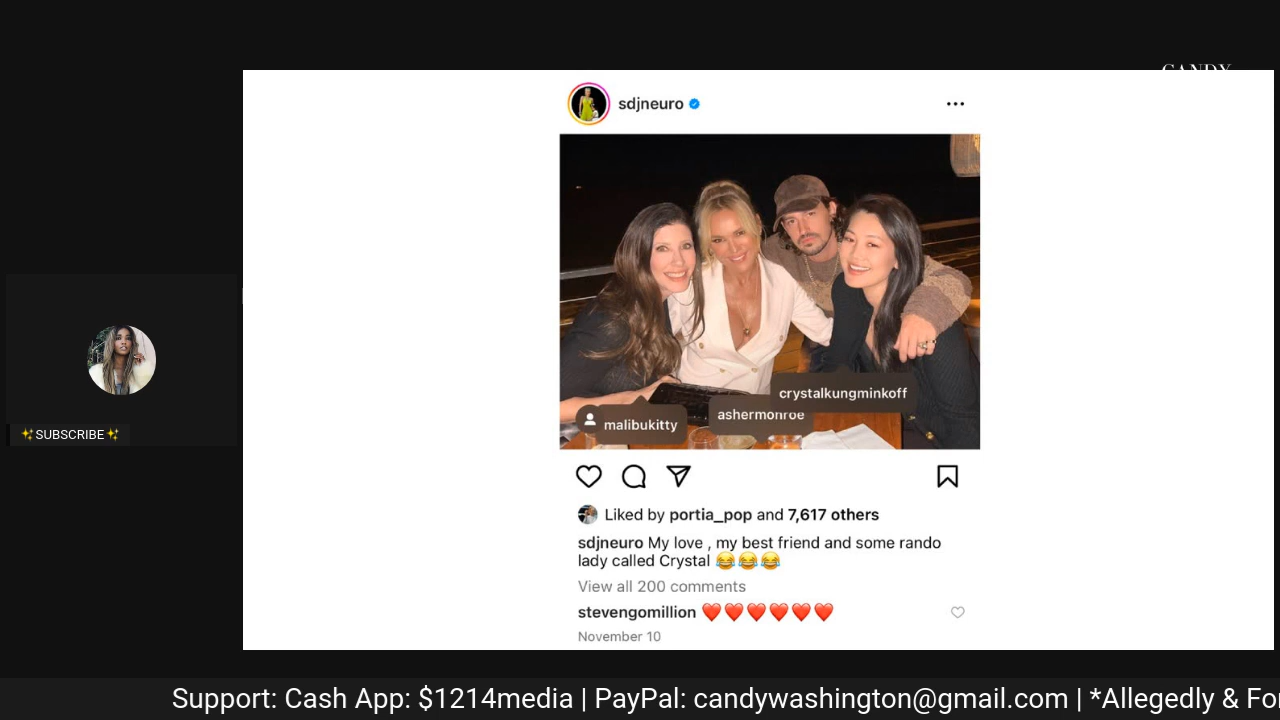 CANDY
sdjneuro
malibukitty
ashermonroe
crystalkungminkoff
Liked by portia_pop and 7,617 others
sdjneuro My love , my best friend and some rando
lady called Crystal 😂😂😂
View all 200 comments
stevengomillion ❤️❤️❤️❤️❤️❤️
November 10
✨SUBSCRIBE✨
Support: Cash App: $1214media | PayPal: candywashington@gmail.com | *Allegedly & Fo